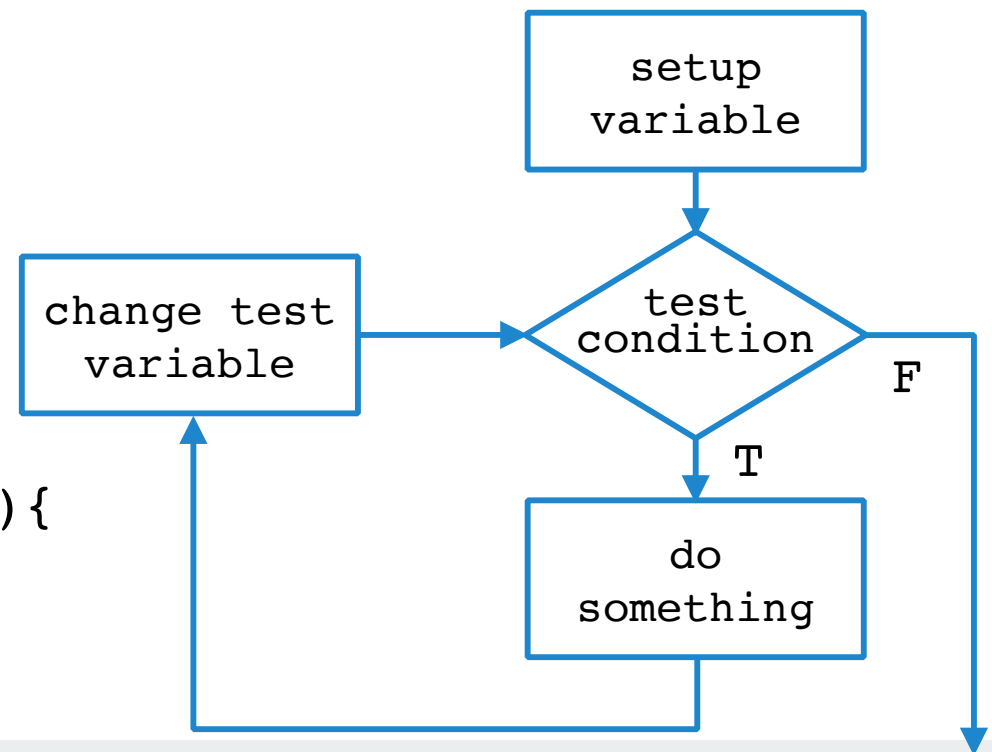 setup
variable
test
condition
change test
variable
F
T
){
do
something